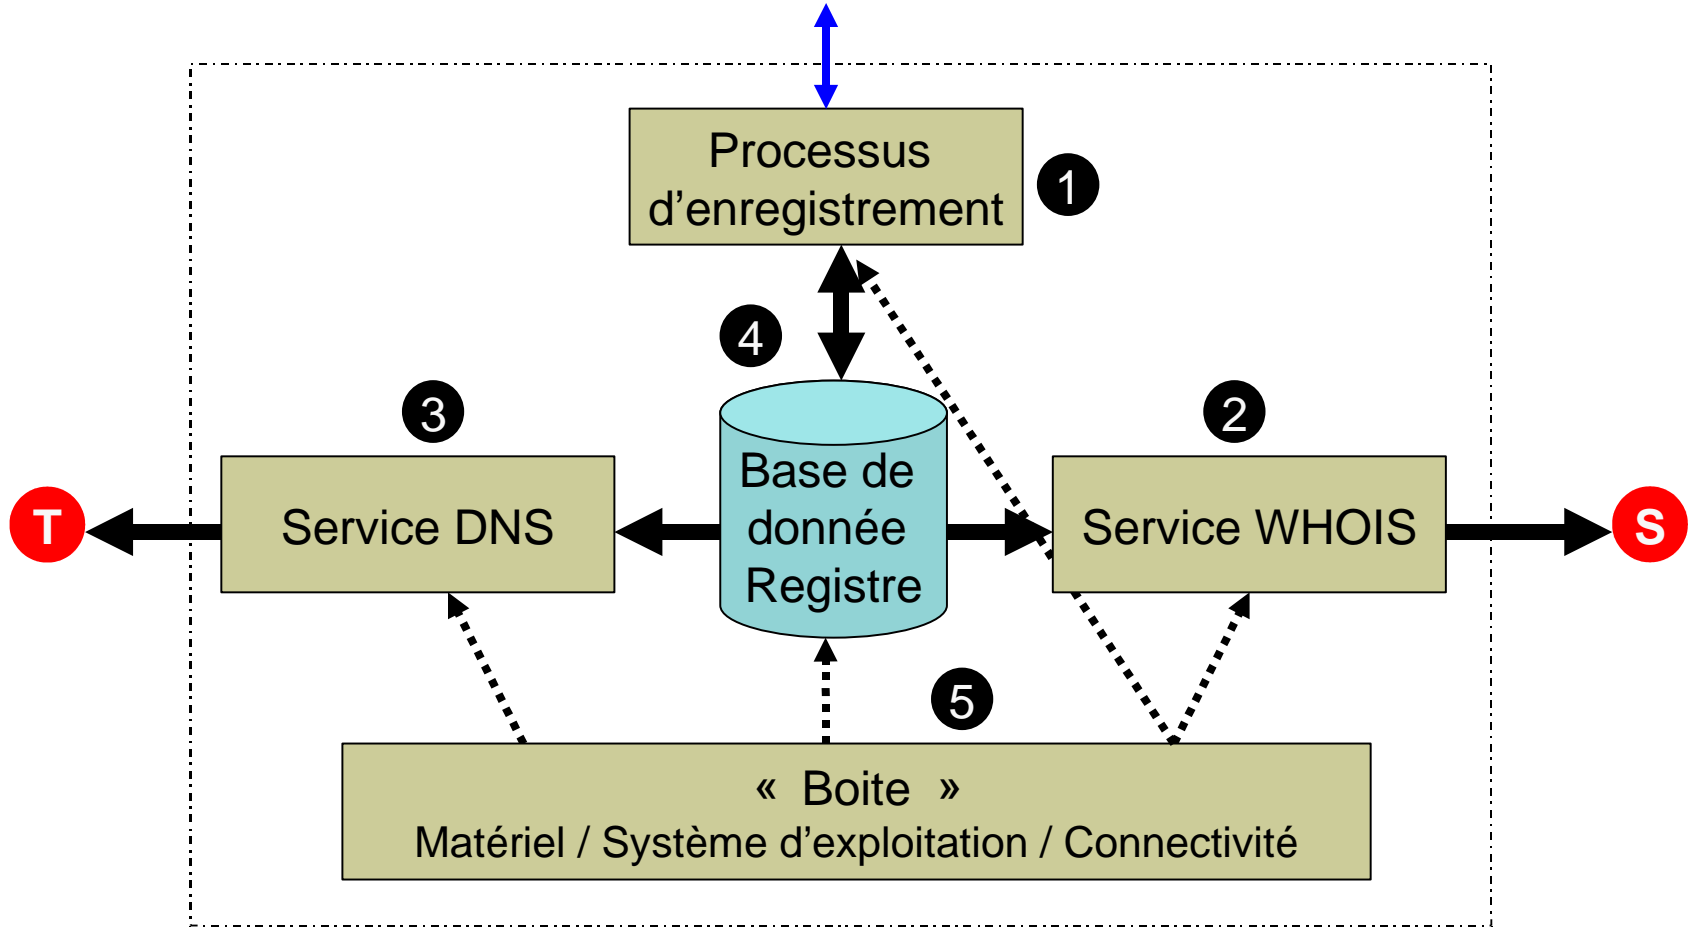 Processus
d'enregistrement
1
4
3
2
Base de
donnée
Registre
T
Service DNS
Service WHOIS
S
5
« Boite »
Matériel / Système d'exploitation / Connectivité